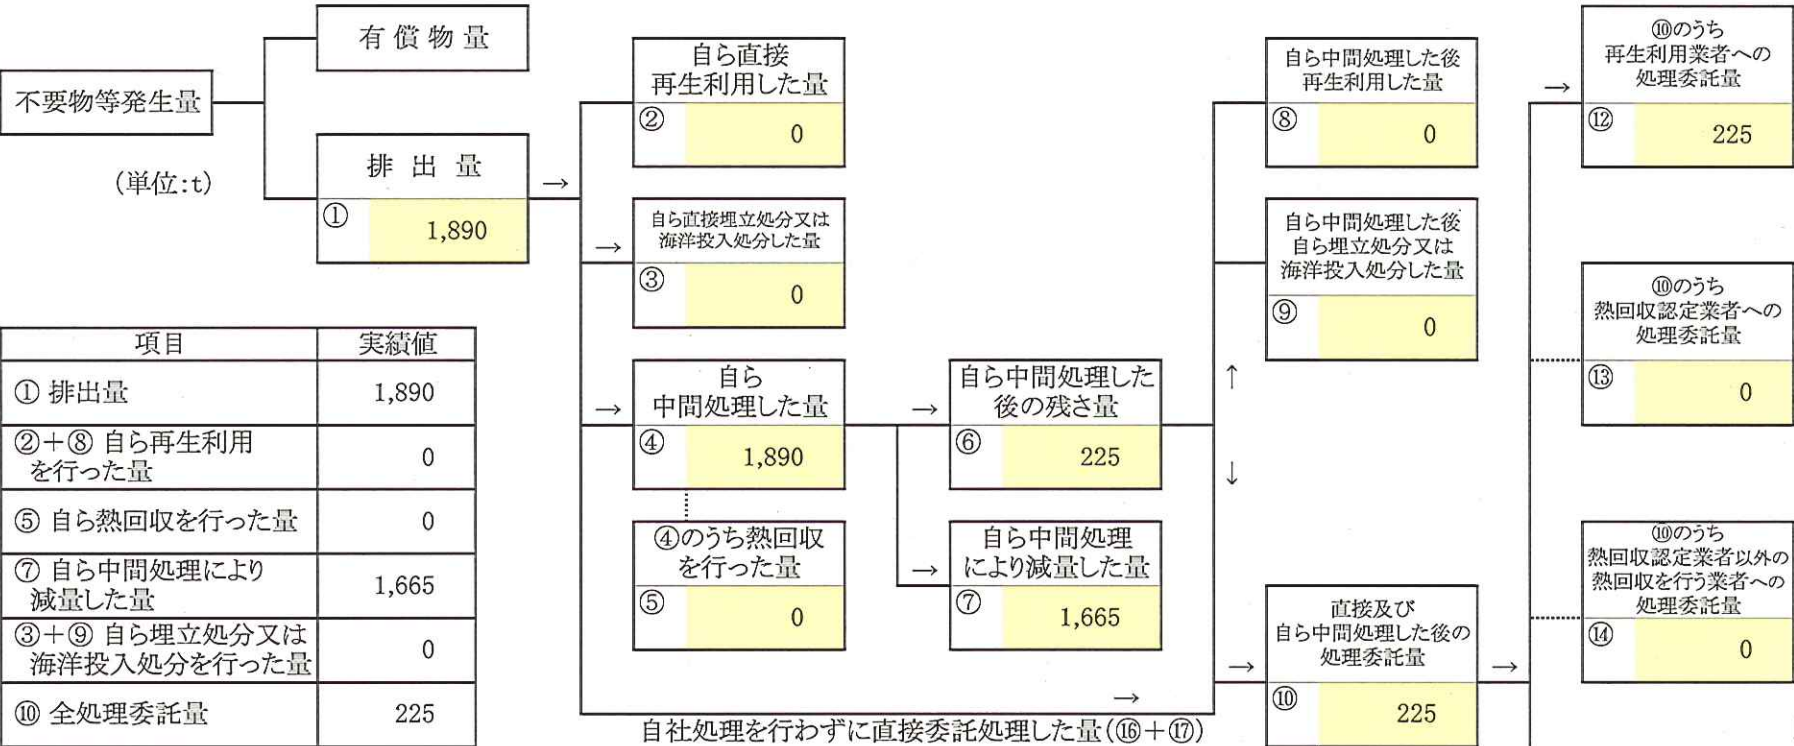 不要物等発生量
(単位:t)
有償物量
排出量
①
1,890
→
自ら直接
再生利用した量
②
0
→
自ら直接埋立処分又は
海洋投入処分した量
③
0
→
自ら
中間処理した量
④
1,890
④のうち熱回収
を行った量
⑤
0
→
自ら中間処理した
後の残さ量
⑥
225
→
自ら中間処理
により減量した量
⑦
1,665
↑
↓
自ら中間処理した後
再生利用した量
⑧
0
自ら中間処理した後
自ら埋立処分又は
海洋投入処分した量
⑨
0
→
自社処理を行わずに直接委託処理した量(⑯+⑰)
→
直接及び
自ら中間処理した後の
処理委託量
⑩
225
→
→
⑩のうち
再生利用業者への
処理委託量
⑫
225
⑩のうち
熱回収認定業者への
処理委託量
⑬
0
⑩のうち
熱回収認定業者以外の
熱回収を行う業者への
処理委託量
⑭
0
項目 実績値
① 排出量 1,890
②+⑧ 自ら再生利用
を行った量 0
⑤ 自ら熱回収を行った量 0
⑦ 自ら中間処理により
減量した量 1,665
③+⑨ 自ら埋立処分又は
海洋投入処分を行った量 0
⑩ 全処理委託量 225